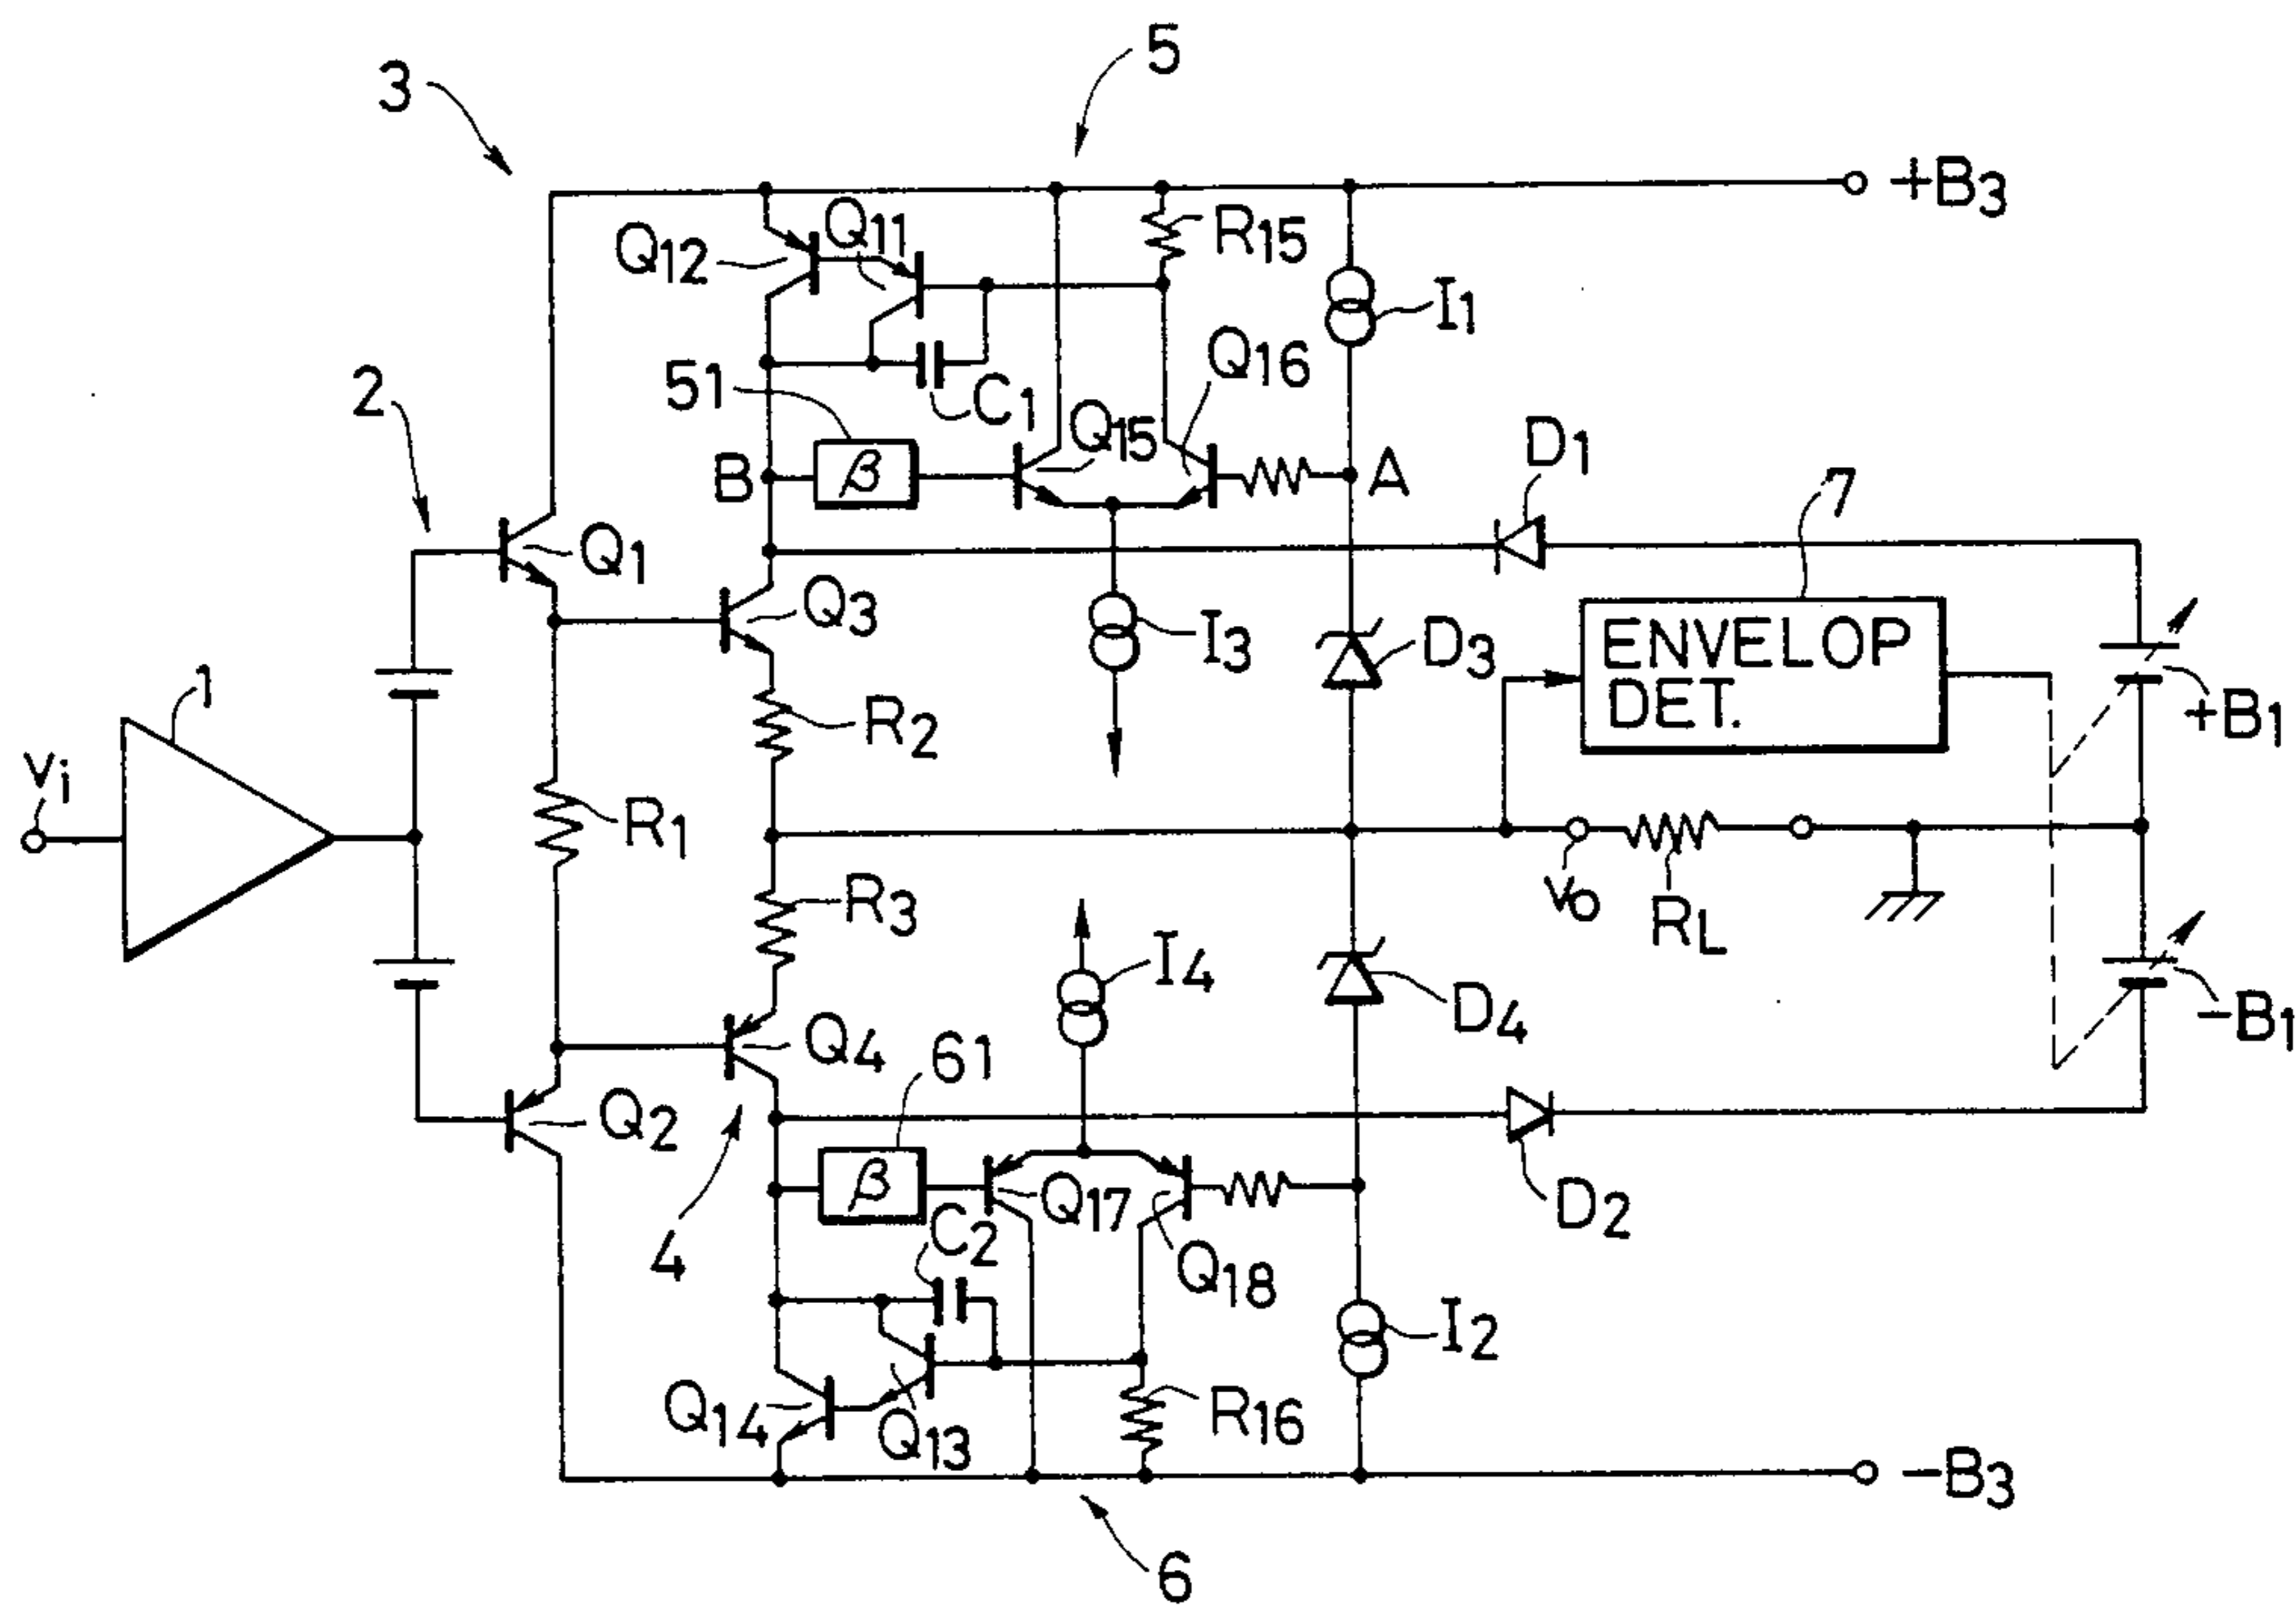 5
3
+B3
Q12
Q11
R15
I1
Q16
51
C1
2
Q15
D1
B
β
A
7
Q1
Q3
I3
D3
ENVELOP
DET.
+B1
1
R2
vi
R1
vo
RL
R3
I4
D4
-B1
Q4
61
Q2
β
Q17
D2
4
C2
Q18
I2
Q14
Q13
R16
-B3
6